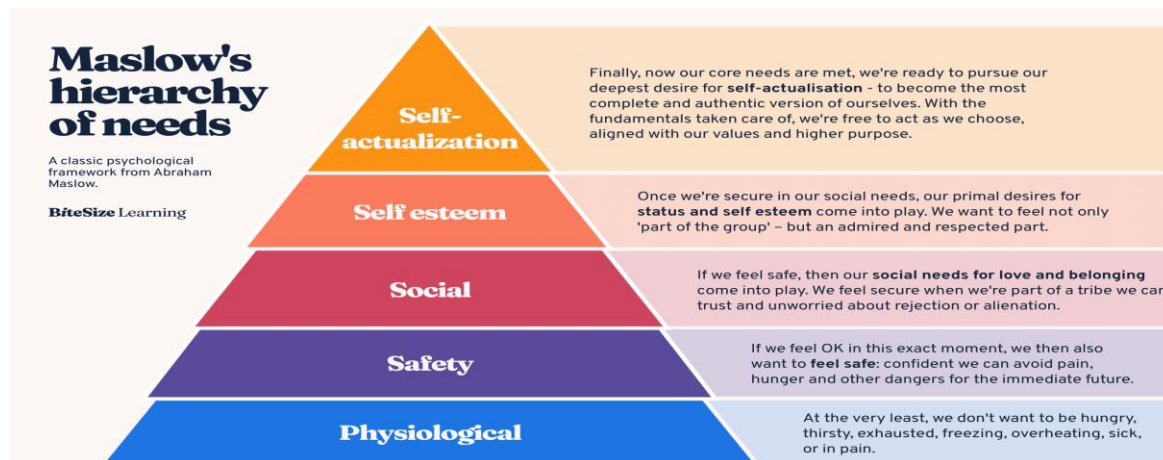 Maslow's
hierarchy
of needs
A classic psychological
framework from Abraham
Maslow.
BiteSize Learning
Self-
actualization
Finally, now our core needs are met, we're ready to pursue our
deepest desire for self-actualisation - to become the most
complete and authentic version of ourselves. With the
fundamentals taken care of, we're free to act as we choose,
aligned with our values and higher purpose.
Self esteem
Once we're secure in our social needs, our primal desires for
status and self esteem come into play. We want to feel not only
'part of the group' – but an admired and respected part.
Social
If we feel safe, then our social needs for love and belonging
come into play. We feel secure when we're part of a tribe we can
trust and unworried about rejection or alienation.
Safety
If we feel OK in this exact moment, we then also
want to feel safe: confident we can avoid pain,
hunger and other dangers for the immediate future.
Physiological
At the very least, we don't want to be hungry,
thirsty, exhausted, freezing, overheating, sick,
or in pain.